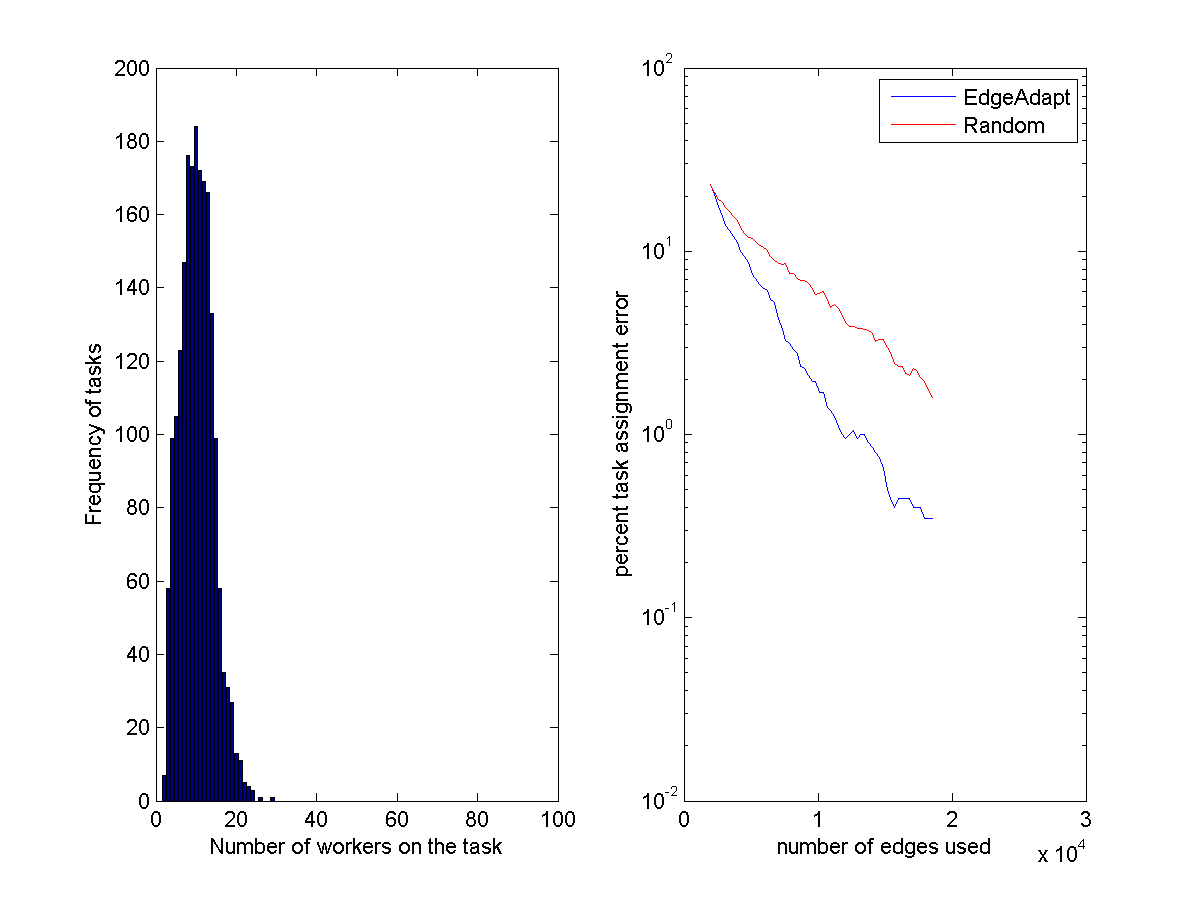 200
180
160
140
120
100
80
60
40
20
0
Frequency of tasks
0 20 40 60 80 100
Number of workers on the task
10^2
10^1
10^0
10^-1
10^-2
percent task assignment error
EdgeAdapt
Random
0 1 2 3
number of edges used
x 10^4